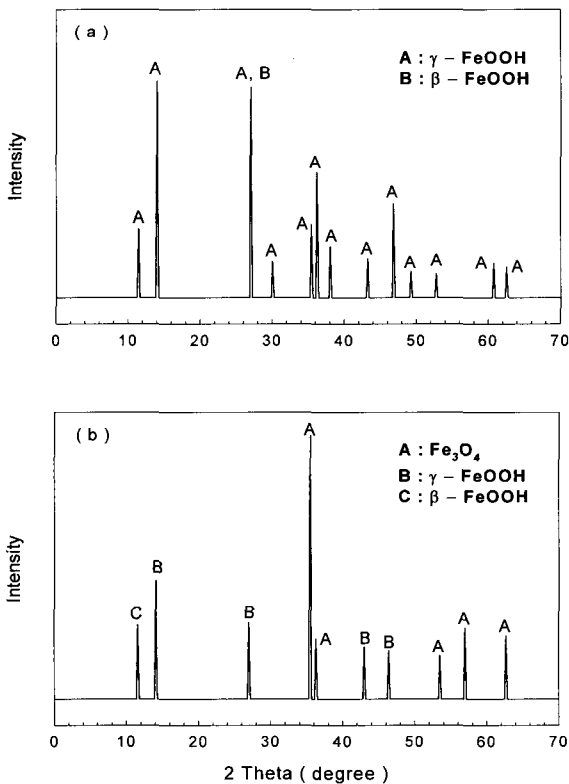 ( a )
A : γ – FeOOH
B : β – FeOOH
A
A, B
A
A
A
A
A
A
A
A
A
A
A
Intensity
0 10 20 30 40 50 60 70
( b )
A : Fe₃O₄
B : γ – FeOOH
C : β – FeOOH
A
B
C
B
A
B
B
A
A
A
Intensity
0 10 20 30 40 50 60 70
2 Theta ( degree )